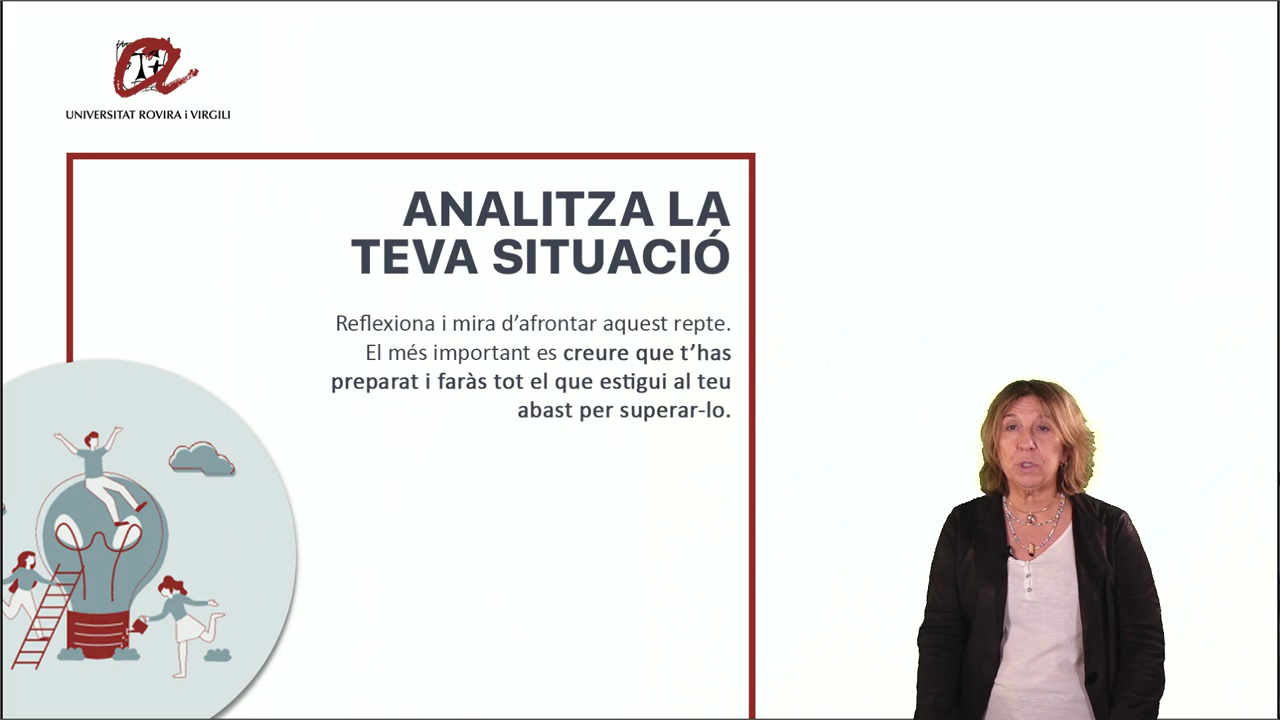 UNIVERSITAT ROVIRA i VIRGILI
ANALITZA LA
TEVA SITUACIÓ
Reflexiona i mira d’afrontar aquest repte.
El més important es creure que t’has
preparat i faràs tot el que estigui al teu
abast per superar-lo.